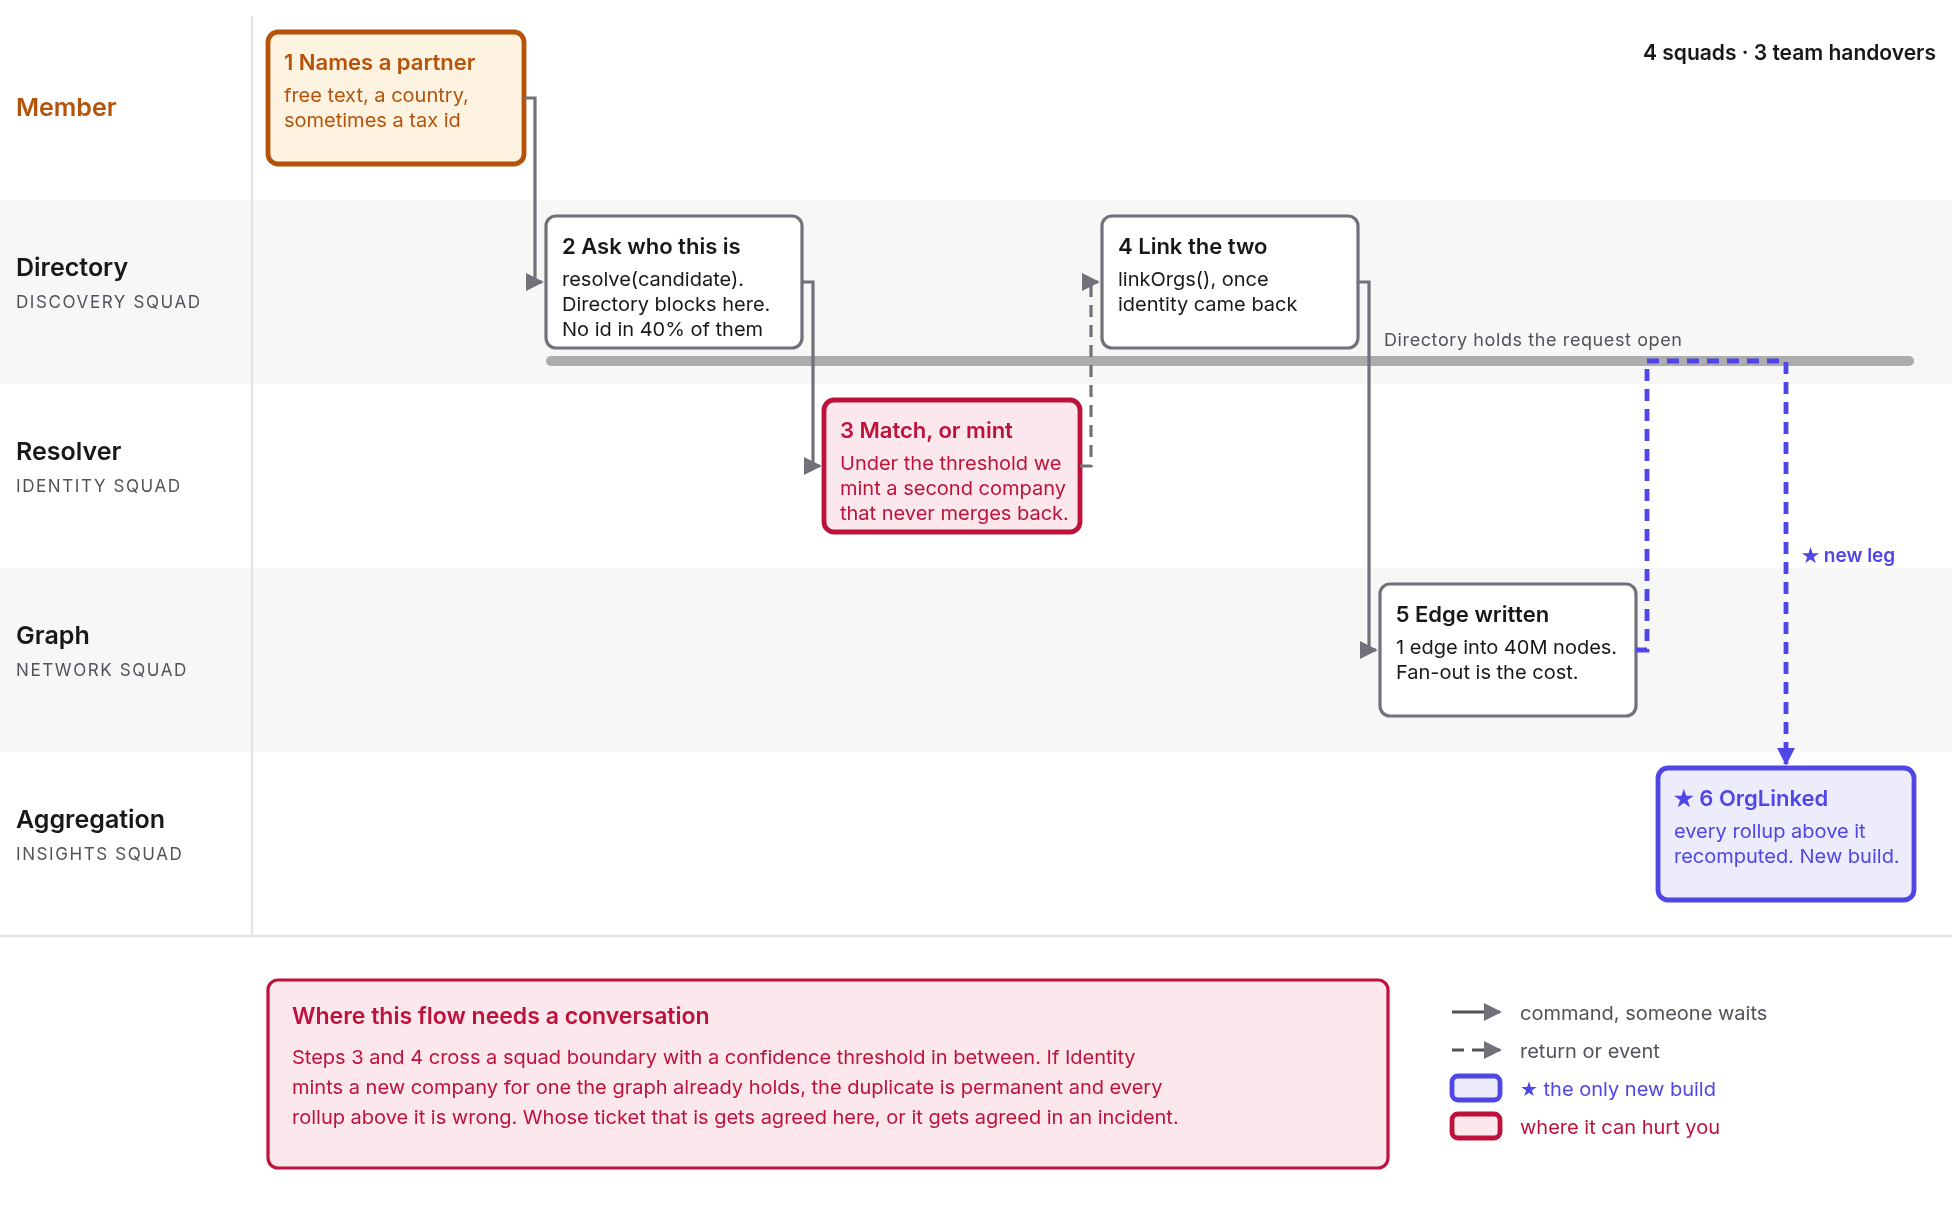 4 squads · 3 team handovers
Member
1 Names a partner
free text, a country,
sometimes a tax id
Directory
DISCOVERY SQUAD
2 Ask who this is
resolve(candidate).
Directory blocks here.
No id in 40% of them
4 Link the two
linkOrgs(), once
identity came back
Directory holds the request open
Resolver
IDENTITY SQUAD
3 Match, or mint
Under the threshold we
mint a second company
that never merges back.
★ new leg
Graph
NETWORK SQUAD
5 Edge written
1 edge into 40M nodes.
Fan-out is the cost.
Aggregation
INSIGHTS SQUAD
★ 6 OrgLinked
every rollup above it
recomputed. New build.
Where this flow needs a conversation
Steps 3 and 4 cross a squad boundary with a confidence threshold in between. If Identity
mints a new company for one the graph already holds, the duplicate is permanent and every
rollup above it is wrong. Whose ticket that is gets agreed here, or it gets agreed in an incident.
command, someone waits
return or event
★ the only new build
where it can hurt you